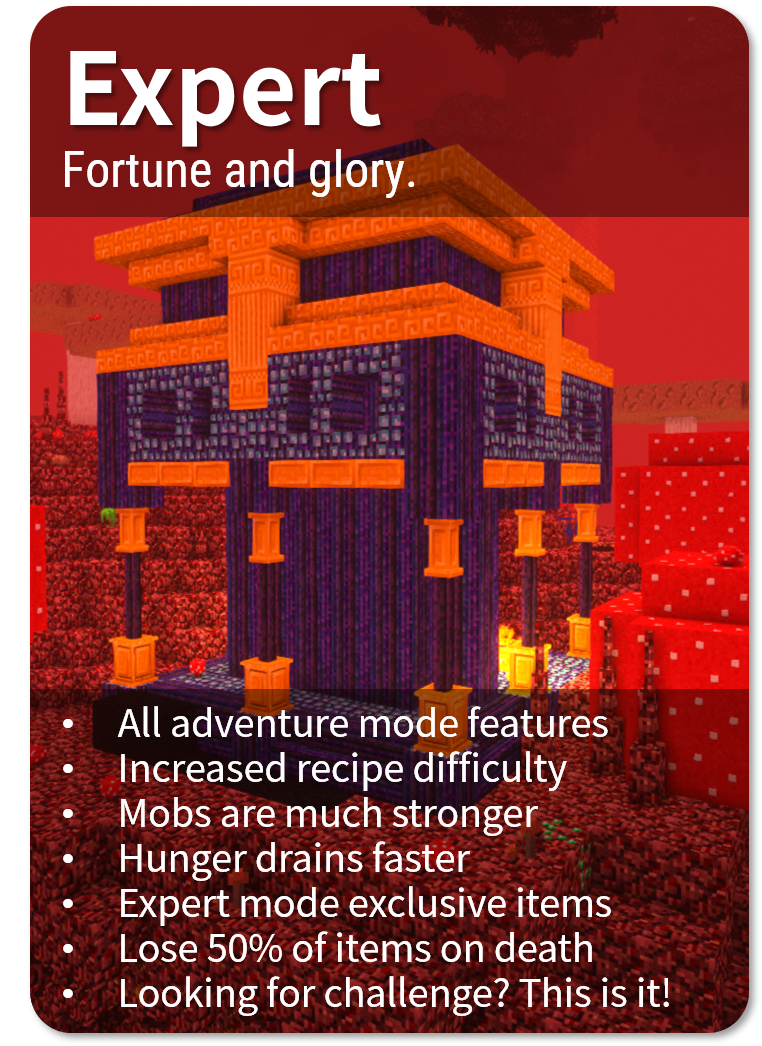 Expert
Fortune and glory.
• All adventure mode features
• Increased recipe difficulty
• Mobs are much stronger
• Hunger drains faster
• Expert mode exclusive items
• Lose 50% of items on death
• Looking for challenge? This is it!